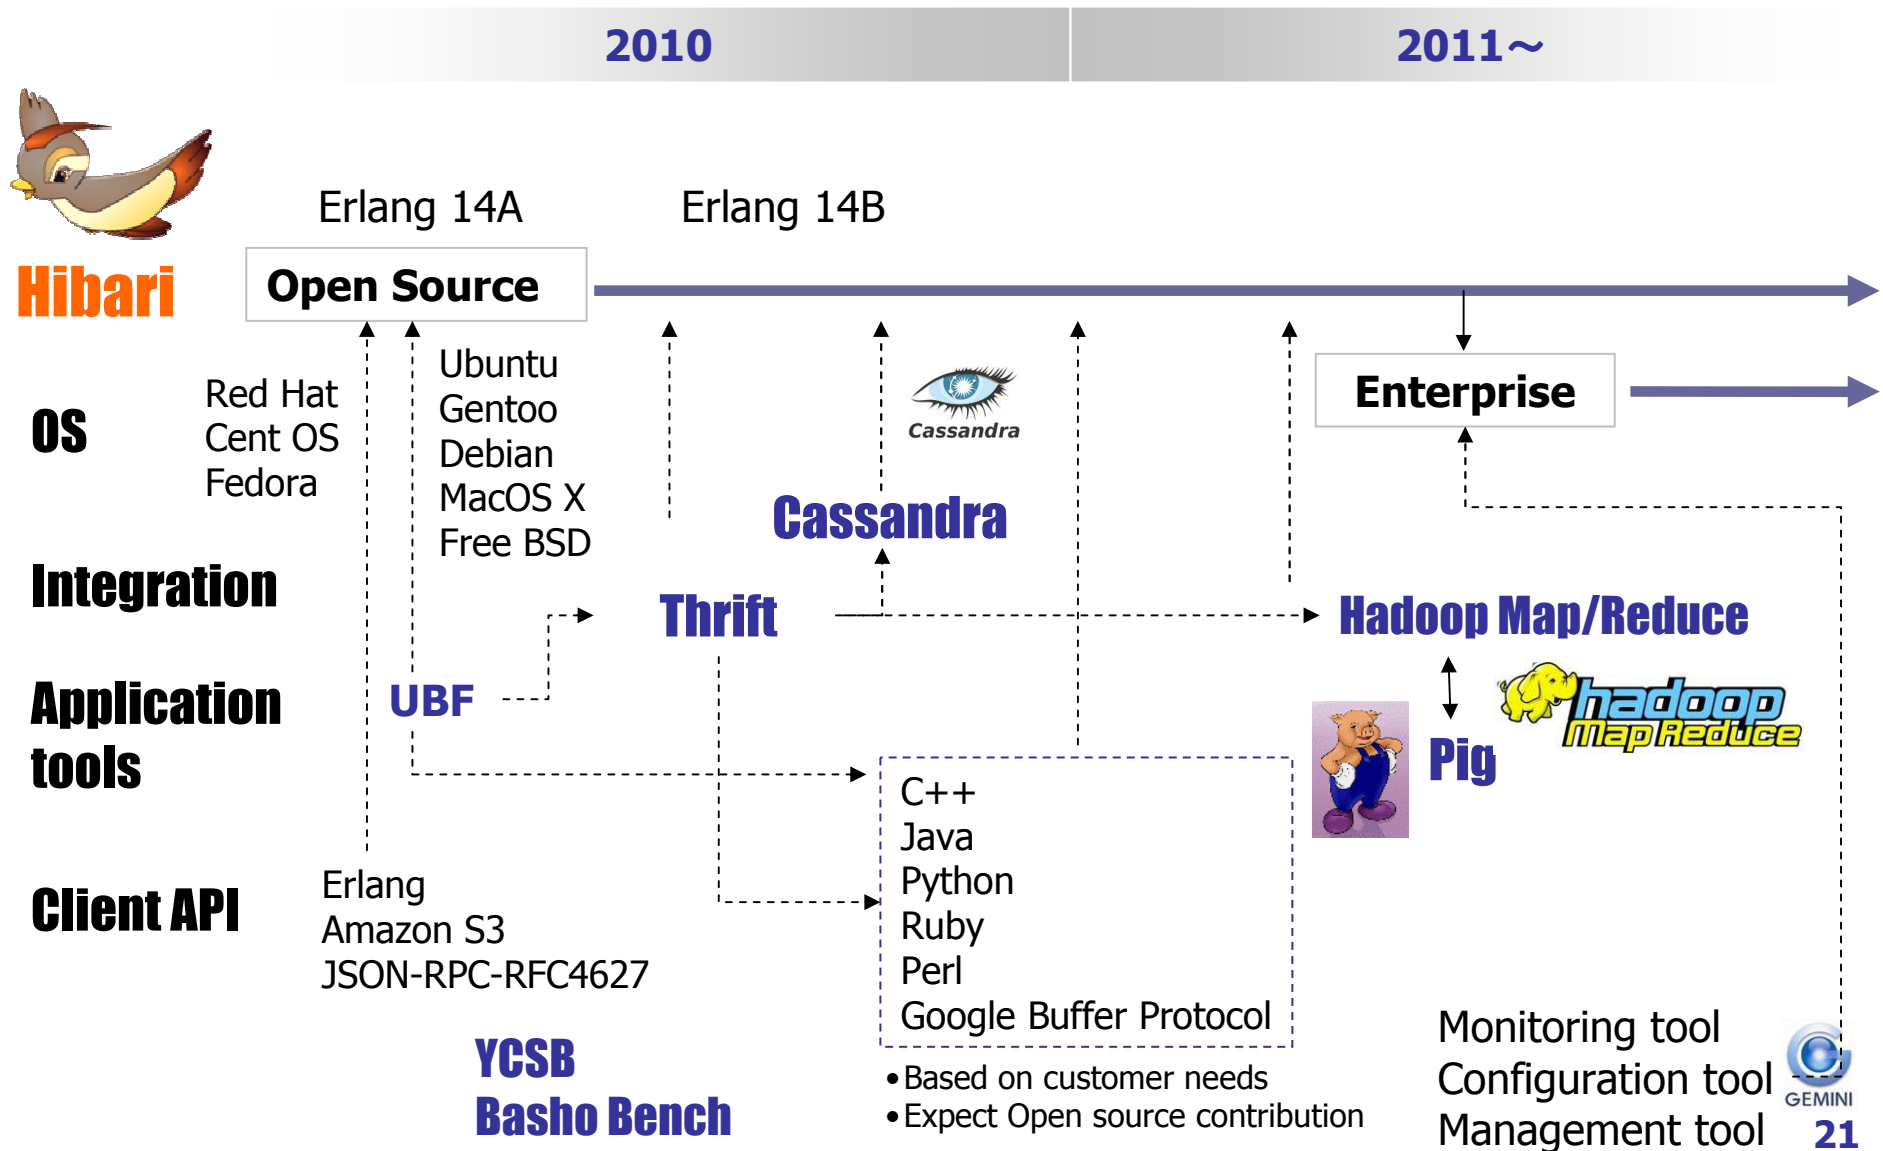 2010
2011～
Erlang 14A
Erlang 14B
Hibari
Open Source
Enterprise
OS
Red Hat
Cent OS
Fedora
Ubuntu
Gentoo
Debian
MacOS X
Free BSD
Cassandra
Cassandra
Integration
Thrift
Hadoop Map/Reduce
Application
tools
UBF
hadoop
Map Reduce
Pig
Client API
Erlang
Amazon S3
JSON-RPC-RFC4627
C++
Java
Python
Ruby
Perl
Google Buffer Protocol
YCSB
Basho Bench
•Based on customer needs
•Expect Open source contribution
Monitoring tool
Configuration tool
Management tool
GEMINI
21